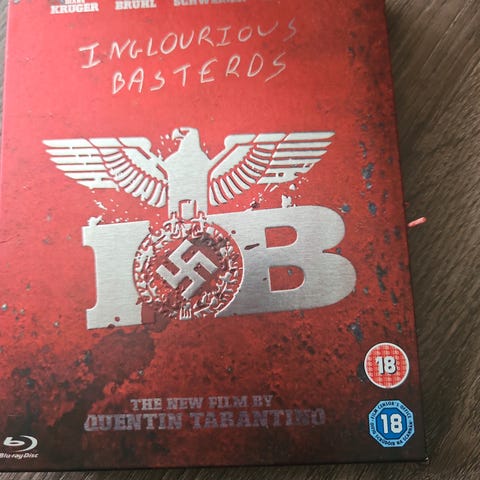 KRUGER BRÜHL
INGLOURIOUS
BASTERDS
IB
THE NEW FILM BY
QUENTIN TARANTINO
18
18
Blu-ray Disc